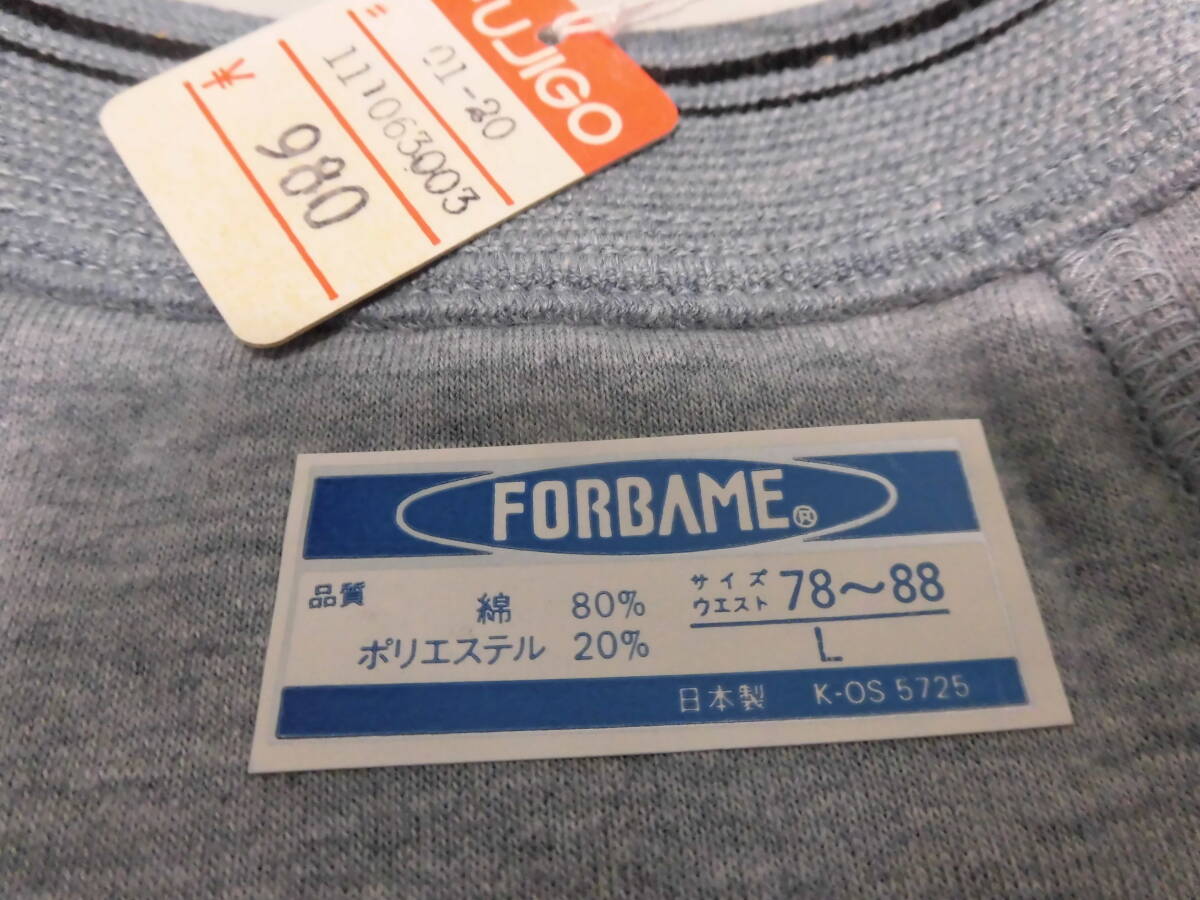 UJIGO
01-20
111063003
¥ 980
FORBAME®
品質 綿 80%
ポリエステル 20%
サイズ
ウエスト 78～88
L
日本製 K-OS 5725